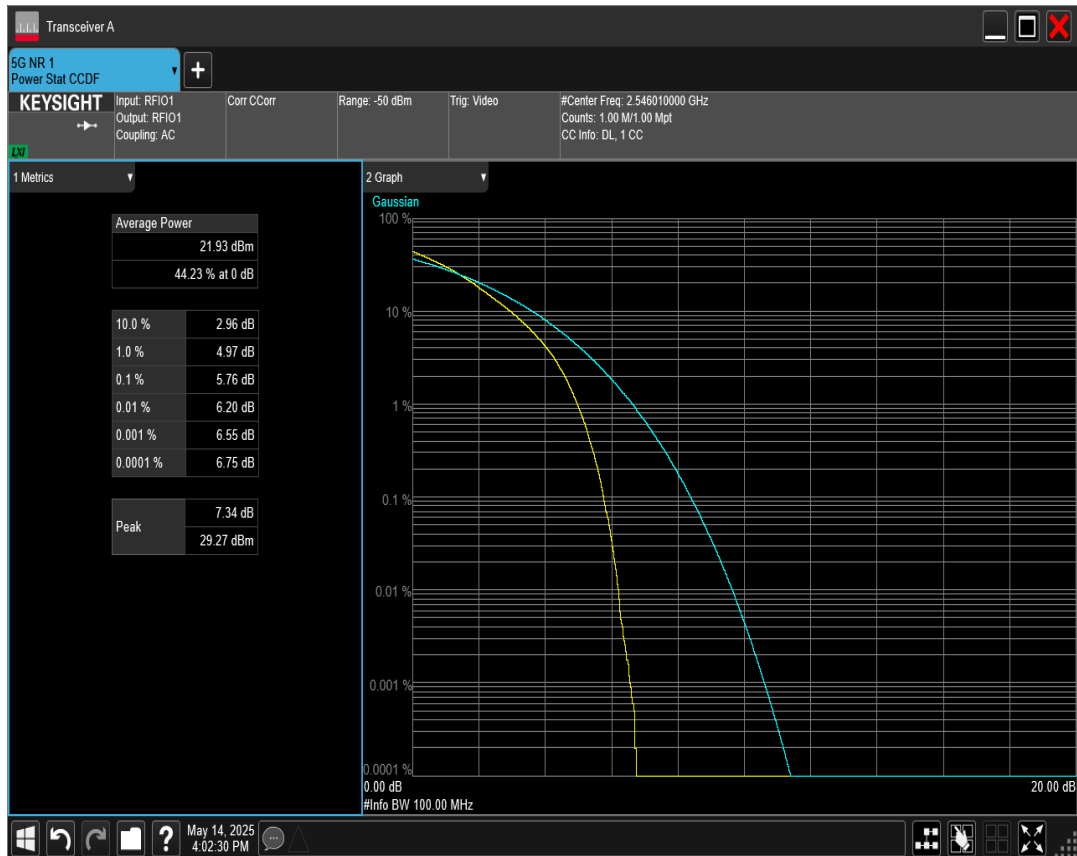 Transceiver A
5G NR 1
Power Stat CCDF
KEYSIGHT
LXI
Input: RFIO1
Output: RFIO1
Coupling: AC
Corr CCorr
Range: -50 dBm
Trig: Video
#Center Freq: 2.546010000 GHz
Counts: 1.00 M/1.00 Mpt
CC Info: DL, 1 CC
1 Metrics
Average Power
21.93 dBm
44.23 % at 0 dB
10.0 % 2.96 dB
1.0 % 4.97 dB
0.1 % 5.76 dB
0.01 % 6.20 dB
0.001 % 6.55 dB
0.0001 % 6.75 dB
Peak
7.34 dB
29.27 dBm
2 Graph
Gaussian
100 %
10 %
1 %
0.1 %
0.01 %
0.001 %
0.0001 %
0.00 dB 20.00 dB
#Info BW 100.00 MHz
May 14, 2025
4:02:30 PM